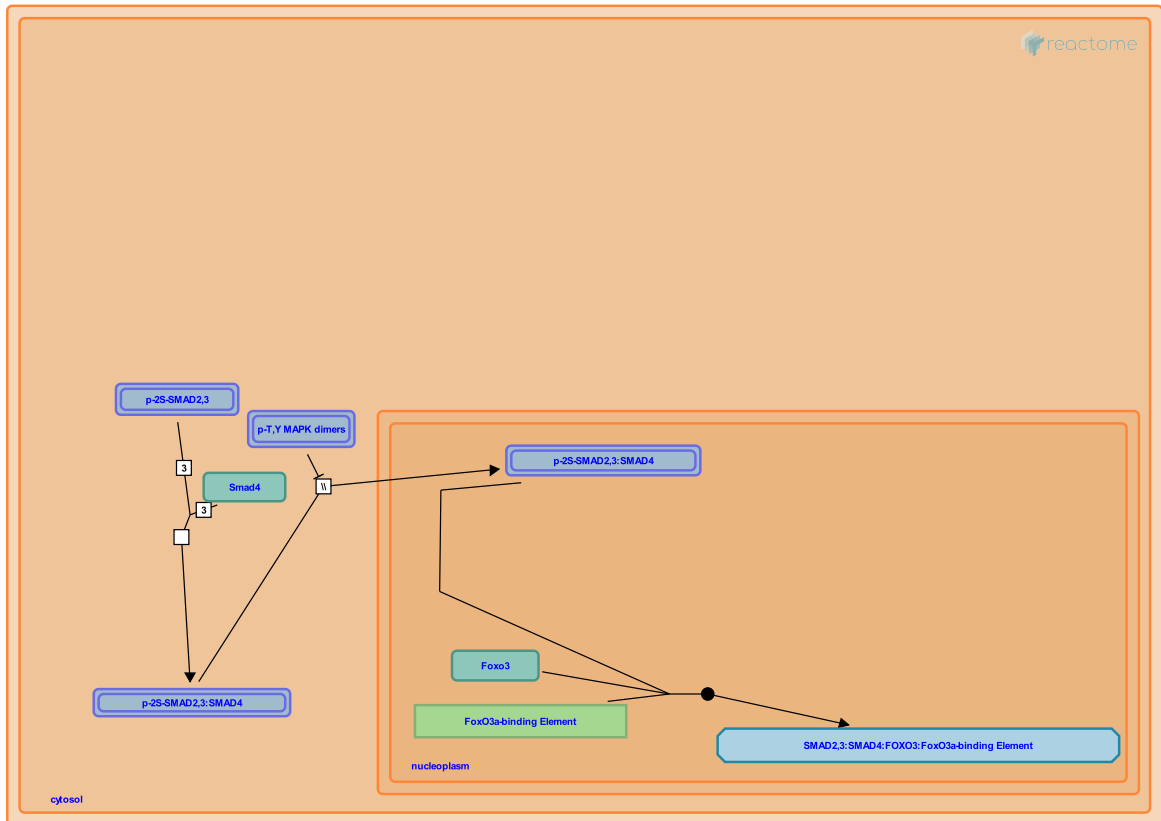 reactome
p-2S-SMAD2,3
p-T,Y MAPK dimers
p-2S-SMAD2,3:SMAD4
3
Smad4
\\
3
Foxo3
p-2S-SMAD2,3:SMAD4
FoxO3a-binding Element
SMAD2,3:SMAD4:FOXO3:FoxO3a-binding Element
nucleoplasm
cytosol